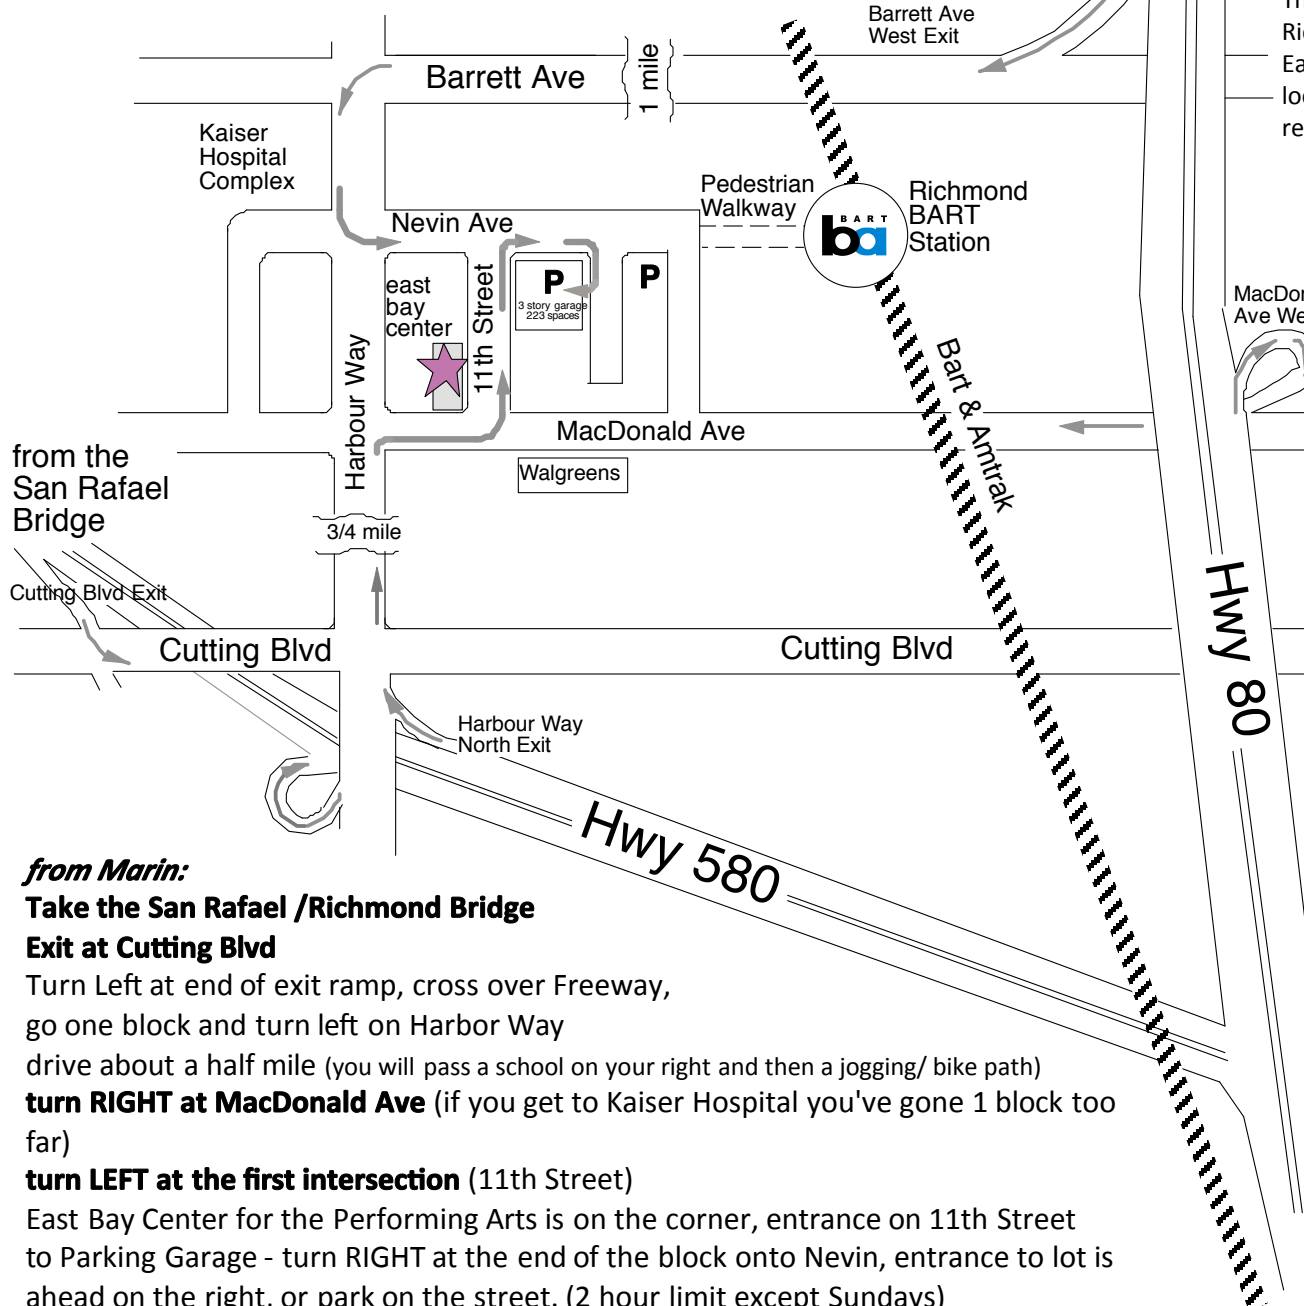 Barrett Ave
West Exit
Barrett Ave
1 mile
Kaiser
Hospital
Complex
Pedestrian
Walkway
BART
ba
Richmond
BART
Station
Nevin Ave
east
bay
center
11th Street
P
3 story garage
223 spaces
P
Harbour Way
MacDonald Ave
Walgreens
Bart & Amtrak
from the
San Rafael
Bridge
3/4 mile
Cutting Blvd Exit
Cutting Blvd
Cutting Blvd
Hwy 80
Harbour Way
North Exit
Hwy 580
from Marin:
Take the San Rafael /Richmond Bridge
Exit at Cutting Blvd
Turn Left at end of exit ramp, cross over Freeway,
go one block and turn left on Harbor Way
drive about a half mile (you will pass a school on your right and then a jogging/ bike path)
turn RIGHT at MacDonald Ave (if you get to Kaiser Hospital you've gone 1 block too
far)
turn LEFT at the first intersection (11th Street)
East Bay Center for the Performing Arts is on the corner, entrance on 11th Street
to Parking Garage - turn RIGHT at the end of the block onto Nevin, entrance to lot is
ahead on the right, or park on the street. (2 hour limit except Sundays)